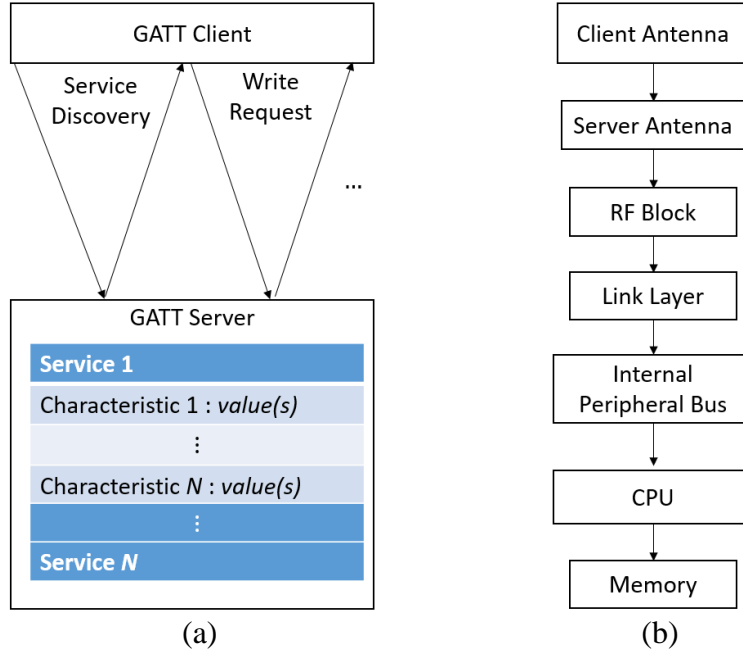 GATT Client
Service
Discovery
Write
Request
...
GATT Server
Service 1
Characteristic 1 : value(s)
⋮
Characteristic N : value(s)
⋮
Service N
(a)
Client Antenna
Server Antenna
RF Block
Link Layer
Internal
Peripheral Bus
CPU
Memory
(b)